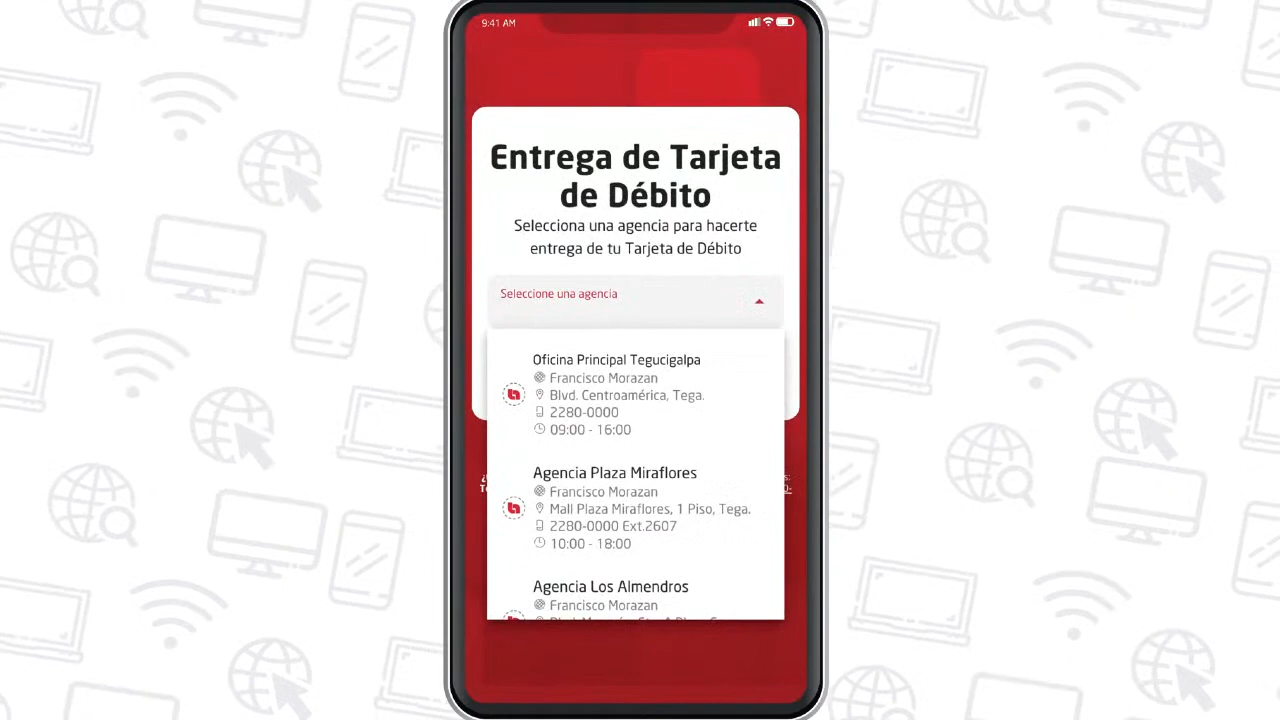 9:41 AM
Entrega de Tarjeta
de Débito
Selecciona una agencia para hacerte
entrega de tu Tarjeta de Débito
Seleccione una agencia
Oficina Principal Tegucigalpa
Francisco Morazan
Blvd. Centroamérica, Tega.
2280-0000
09:00 - 16:00
Agencia Plaza Miraflores
Francisco Morazan
Mall Plaza Miraflores, 1 Piso, Tega.
2280-0000 Ext.2607
10:00 - 18:00
Agencia Los Almendros
Francisco Morazan